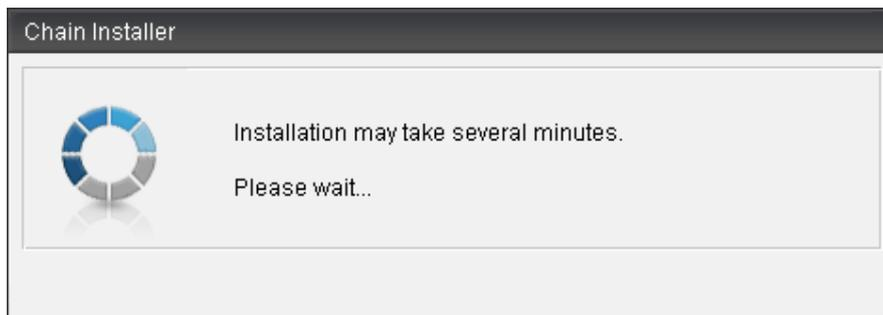 Chain Installer
Installation may take several minutes.
Please wait...